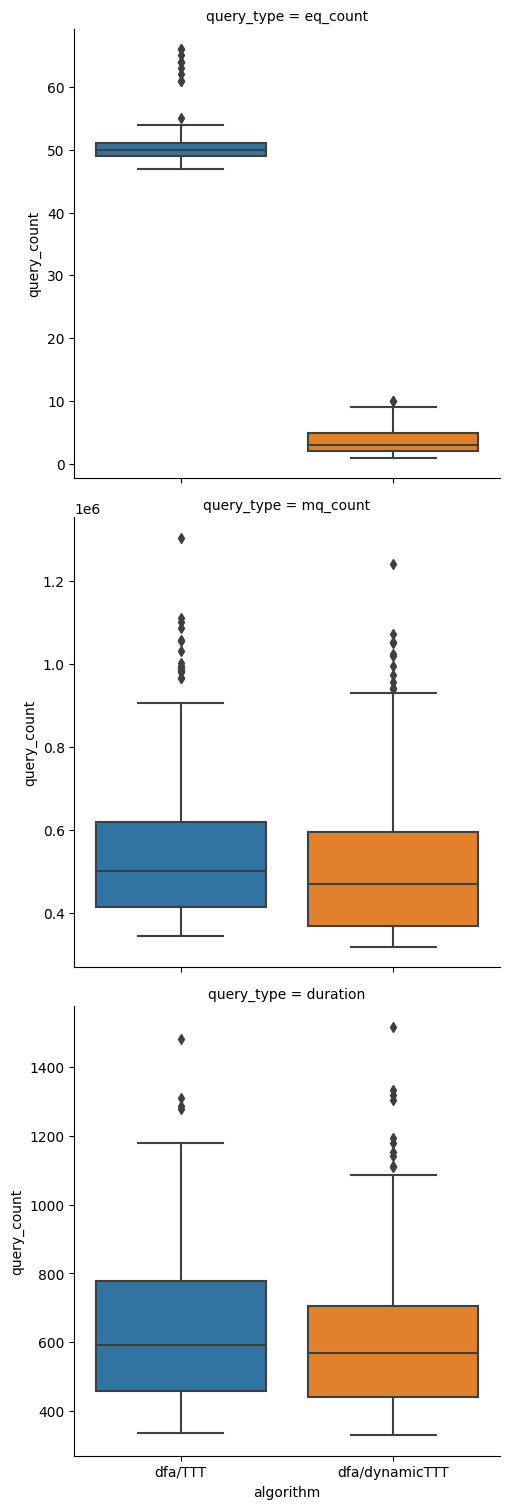 query_type = eq_count
60
50
40
30
20
10
0
query_count
query_type = mq_count
1e6
1.2
1.0
0.8
0.6
0.4
query_count
query_type = duration
1400
1200
1000
800
600
400
query_count
dfa/TTT dfa/dynamicTTT
algorithm